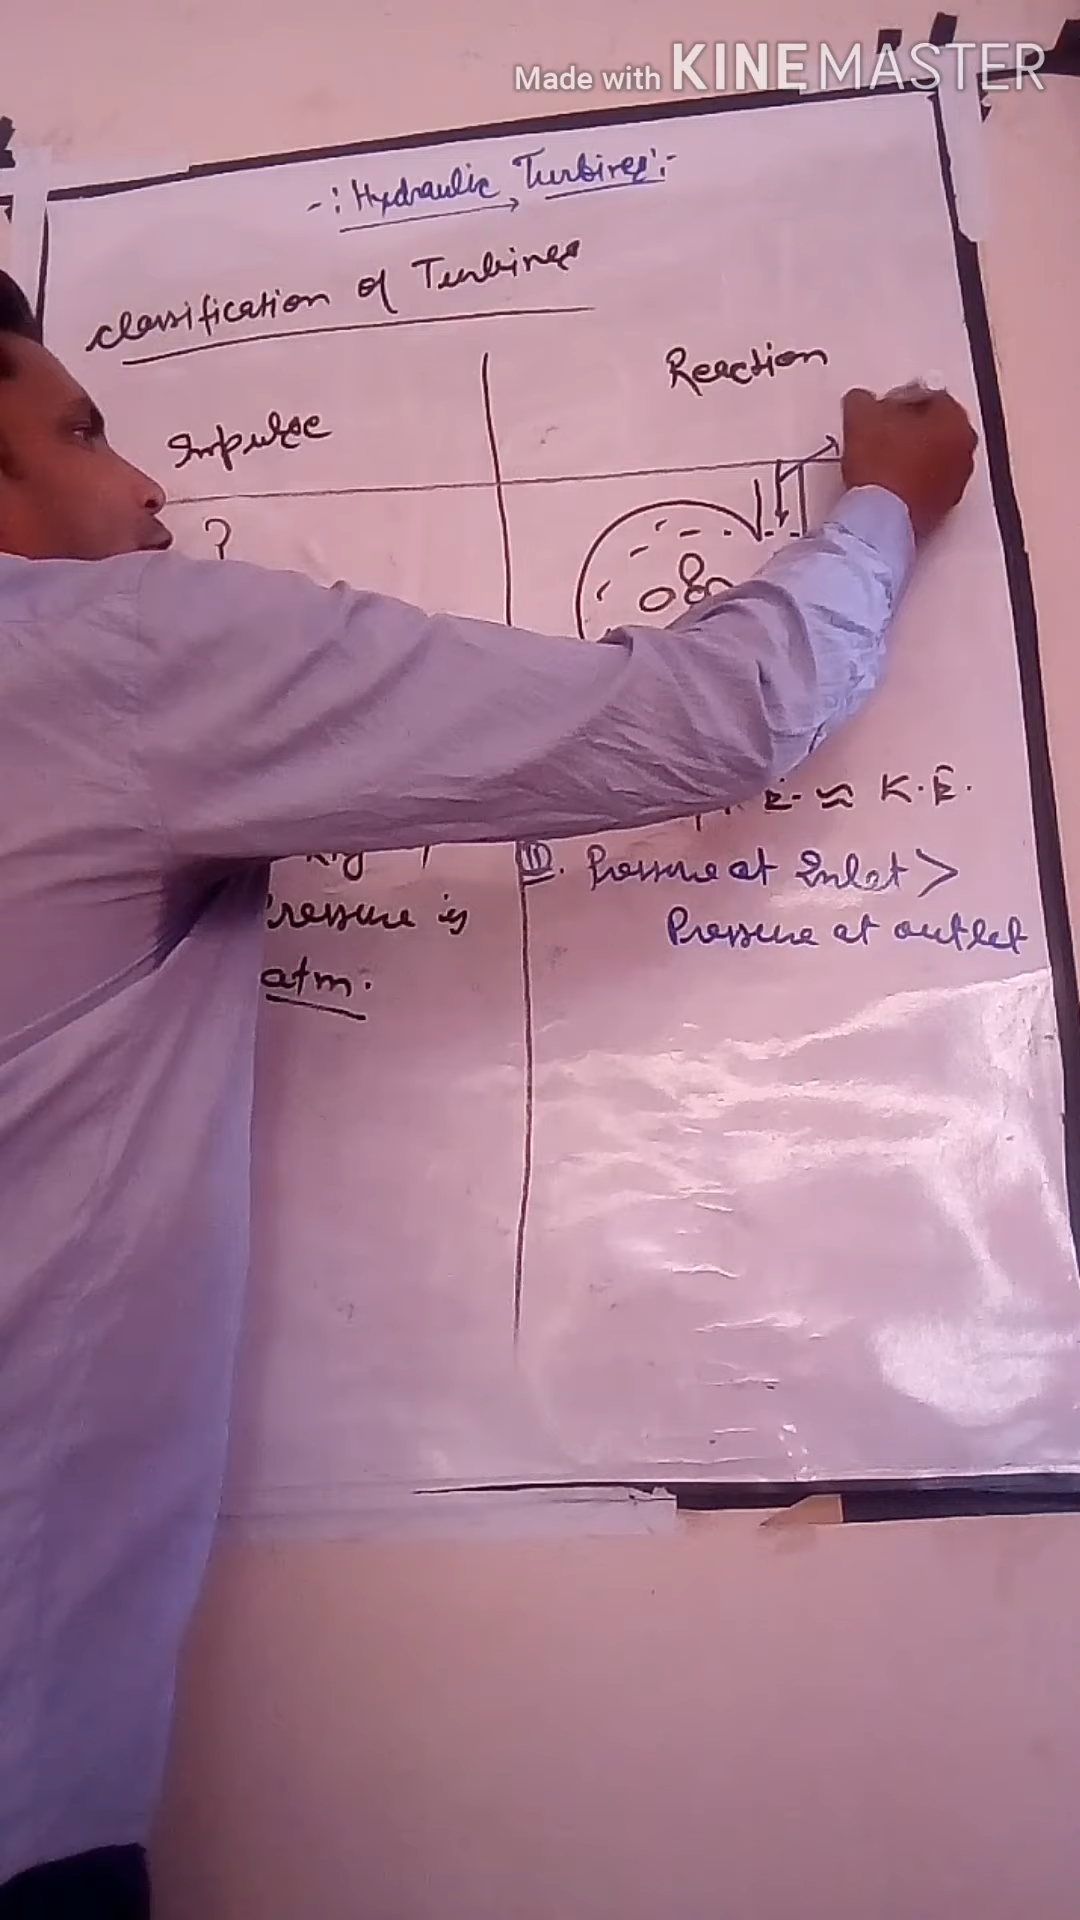 Made with KINEMASTER
-: Hydraulic Turbines :-
classification of Turbines
Impulse
Reaction
?
≈ K.E.
III. Pressure at Inlet >
Pressure at outlet
Pressure is
atm.